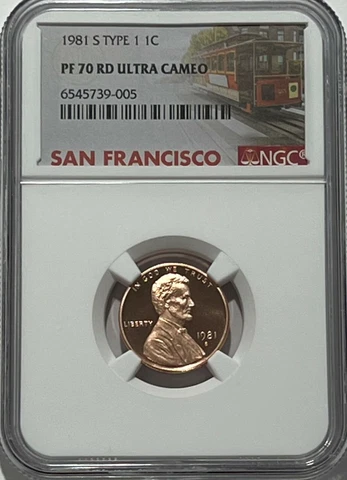 1981 S TYPE 1 1C
PF 70 RD ULTRA CAMEO
6545739-005
SAN FRANCISCO NGC®
IN GOD WE TRUST
LIBERTY
1981
S